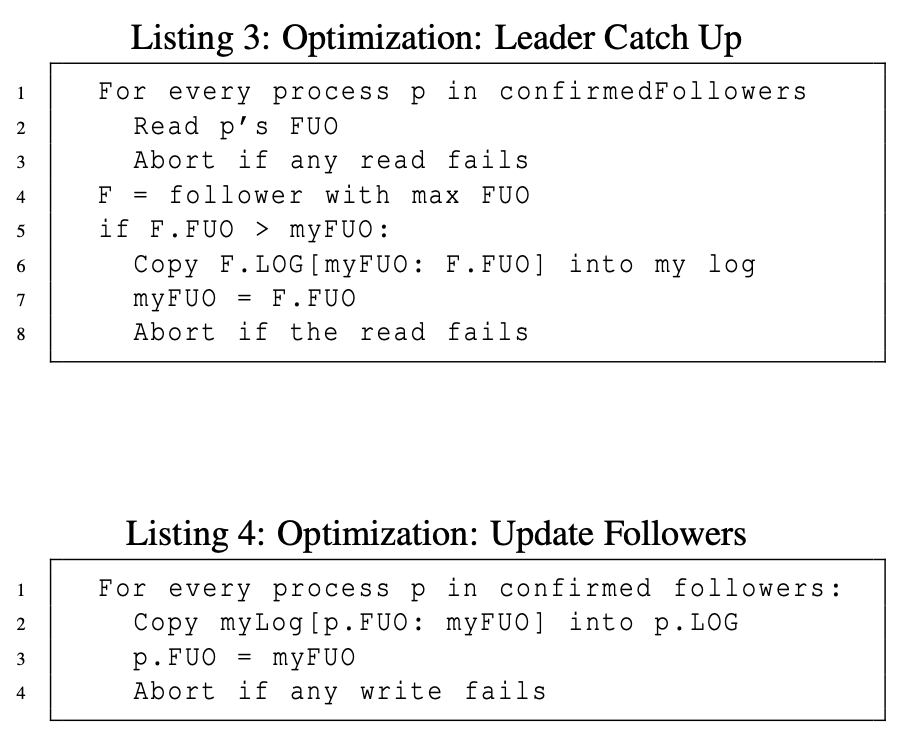 Listing 3: Optimization: Leader Catch Up
1 For every process p in confirmedFollowers
2 Read p's FUO
3 Abort if any read fails
4 F = follower with max FUO
5 if F.FUO > myFUO:
6 Copy F.LOG[myFUO: F.FUO] into my log
7 myFUO = F.FUO
8 Abort if the read fails
Listing 4: Optimization: Update Followers
1 For every process p in confirmed followers:
2 Copy myLog[p.FUO: myFUO] into p.LOG
3 p.FUO = myFUO
4 Abort if any write fails